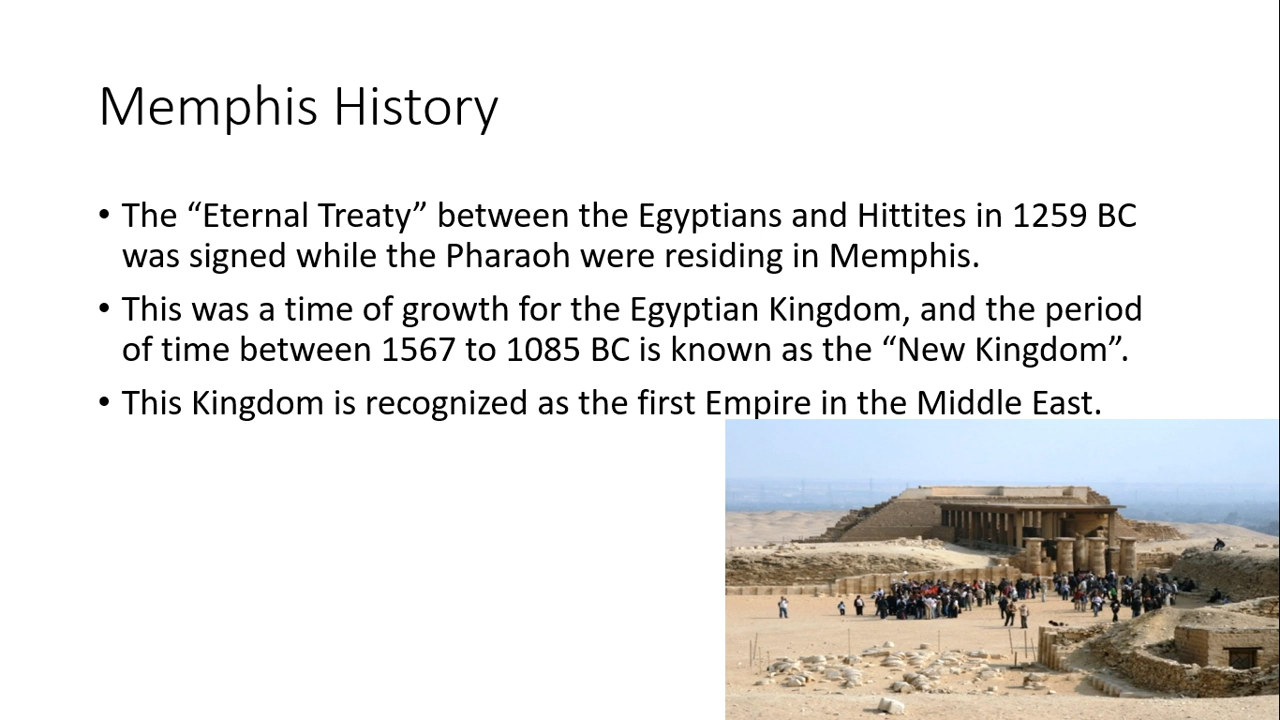 Memphis History
• The “Eternal Treaty” between the Egyptians and Hittites in 1259 BC
was signed while the Pharaoh were residing in Memphis.
• This was a time of growth for the Egyptian Kingdom, and the period
of time between 1567 to 1085 BC is known as the “New Kingdom”.
• This Kingdom is recognized as the first Empire in the Middle East.